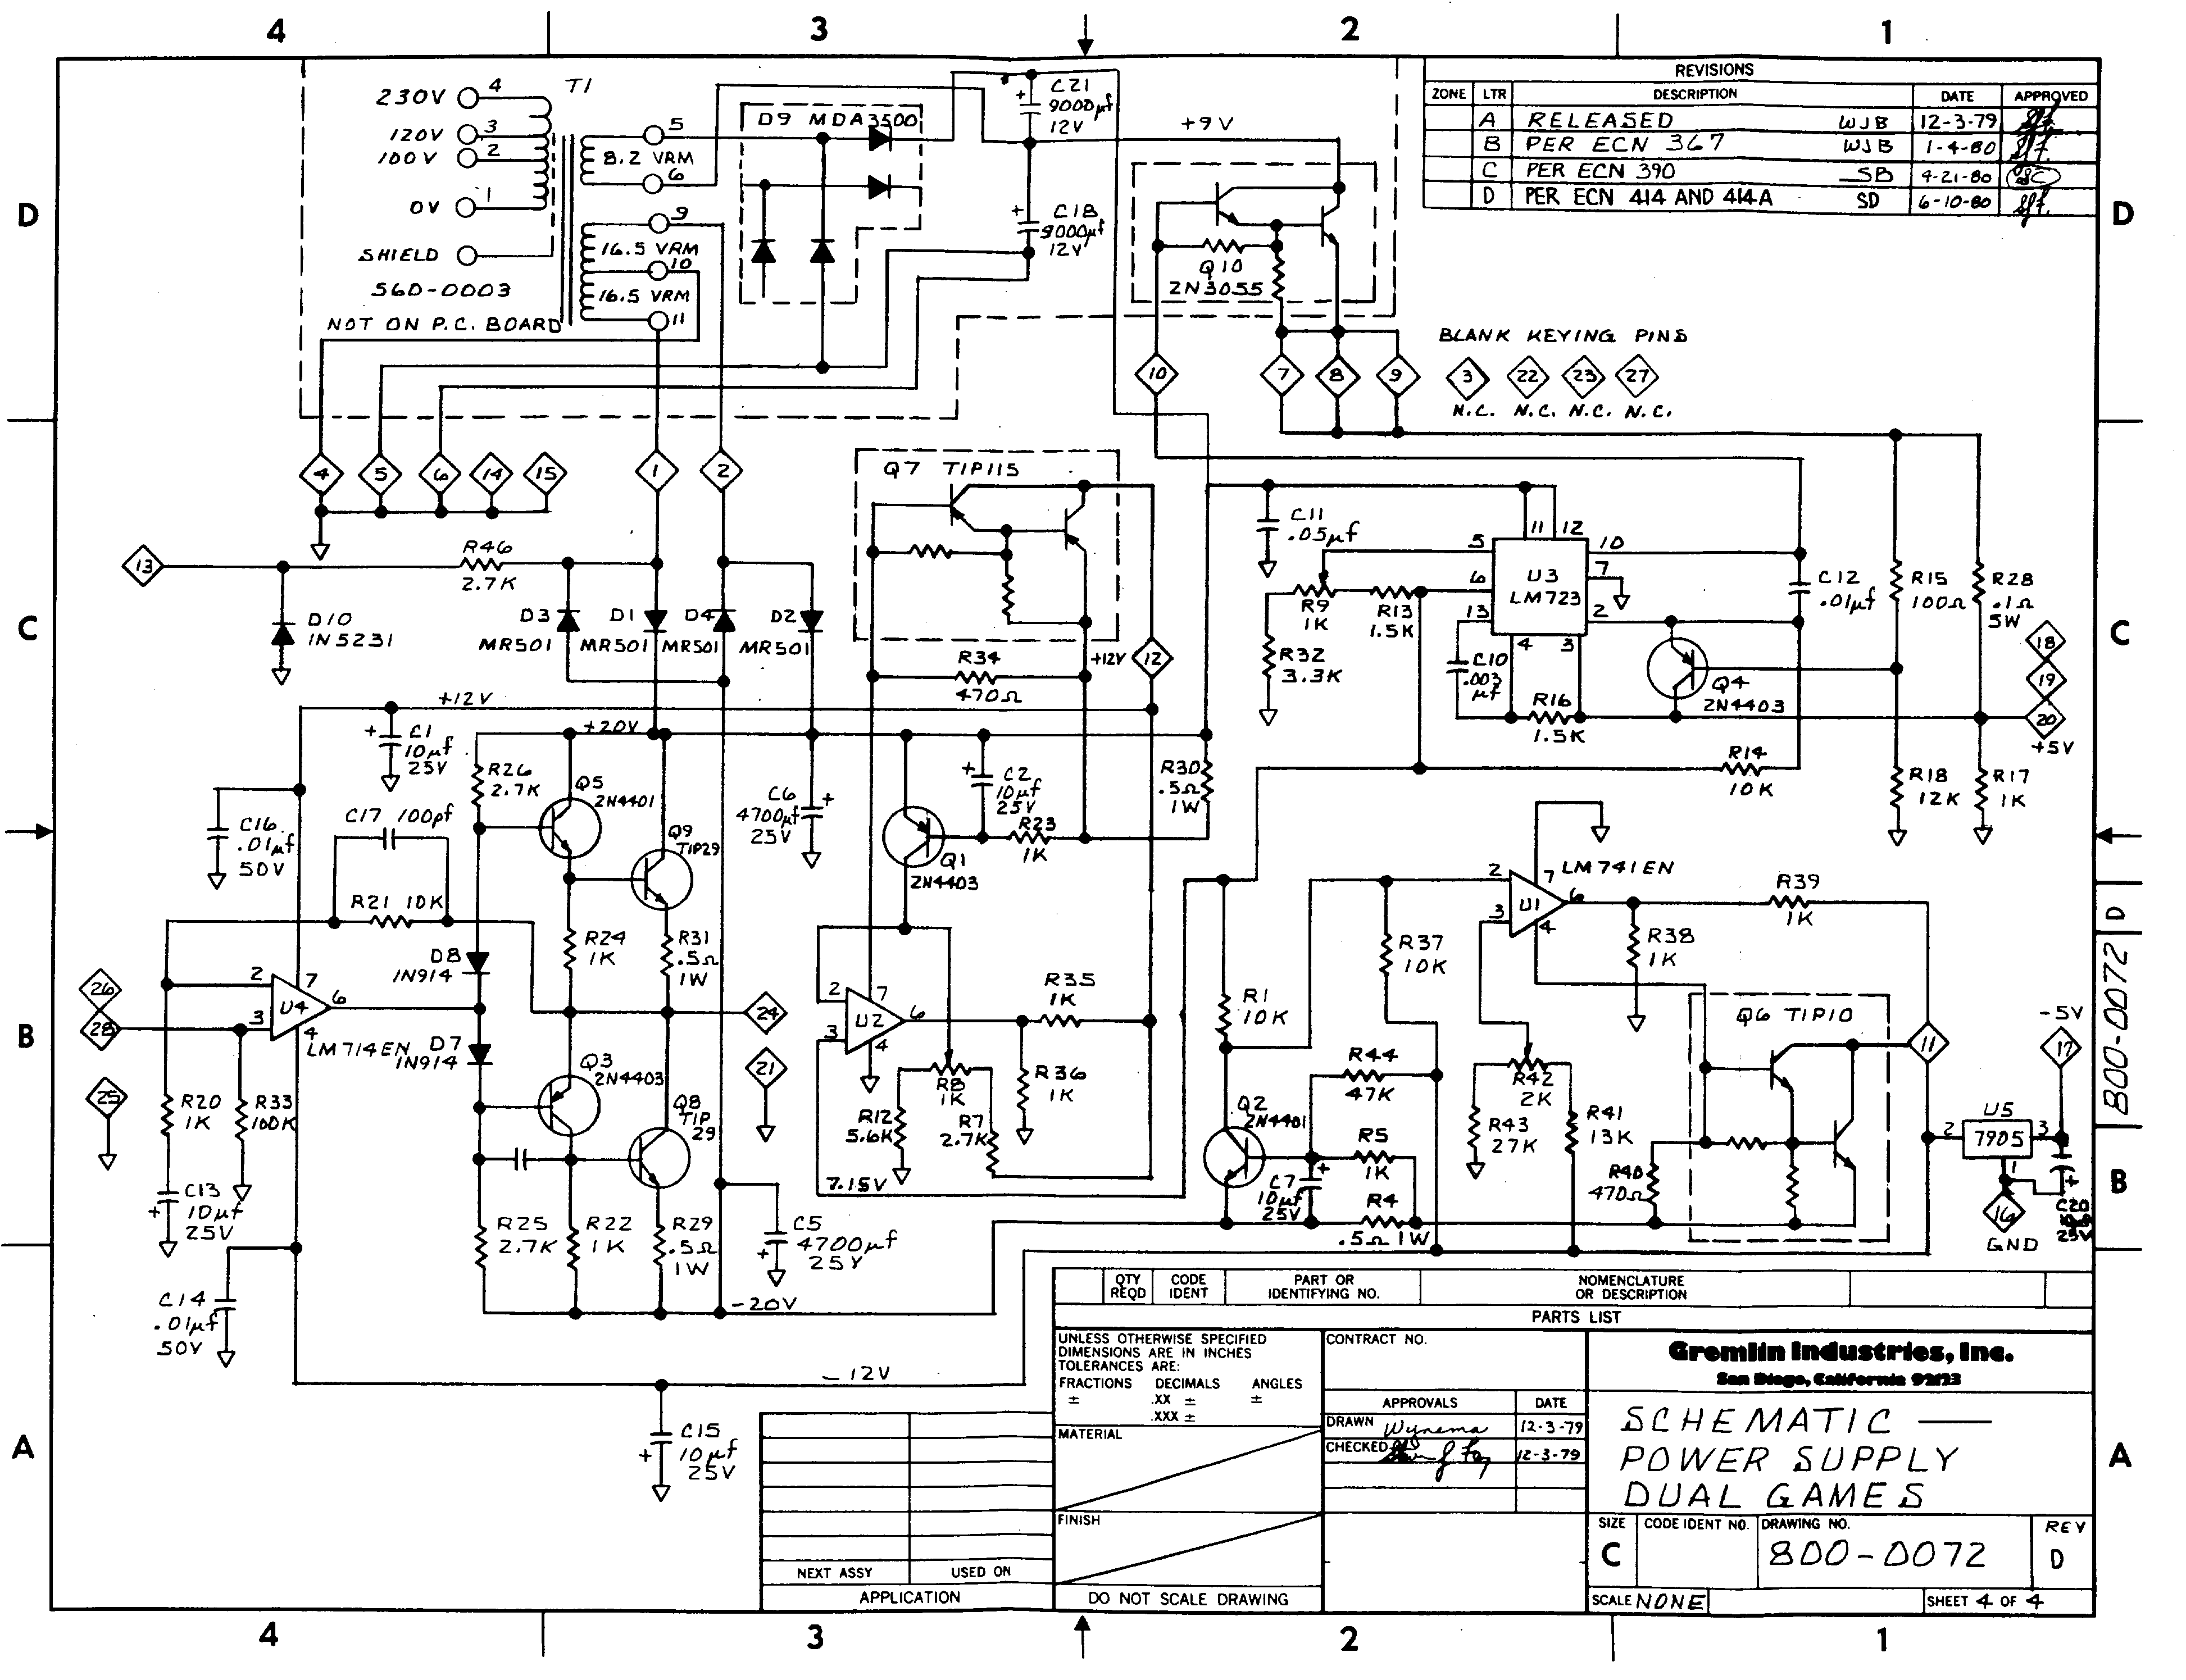 4 3 2 1
REVISIONS
ZONE LTR DESCRIPTION DATE APPROVED
A RELEASED WJB 12-3-79
B PER ECN 367 WJB 1-4-80
C PER ECN 390 SB 4-21-80
D PER ECN 414 AND 414A SD 6-10-80
D
D
230V 4
120V 3
100V 2
0V 1
SHIELD
560-0003
NOT ON P.C. BOARD
T1
5
8.2 VRM
6
9
16.5 VRM
10
16.5 VRM
11
D9 MDA3500
C21
9000µf
12V
+
C18
9000µf
12V
+
+9V
Q10
2N3055
10 7 8 9
BLANK KEYING PINS
3 22 23 27
N.C. N.C. N.C. N.C.
4 5 6 14 15 1 2
C
C
13
R46
2.7K
D10
1N5231
D3
MR501
D1
MR501
D4
MR501
D2
MR501
Q7 TIP115
R34
470Ω
+12V
12
C11
.05µf
R9
1K
R13
1.5K
R32
3.3K
5
6
13
11 12
10
7
2
4 3
U3
LM723
C10
.003
µf
R16
1.5K
C12
.01µf
Q4
2N4403
R15
100Ω
R28
.1Ω
5W
18
19
20
+5V
R14
10K
R18
12K
R17
1K
+12V
+20V
C1
10µf
25V
+
C16
.01µf
50V
C17 100pf
R21 10K
R26
2.7K
Q5
2N4401
Q9
TIP29
C6
4700µf
25V
+
C2
10µf
25V
+
R23
1K
R30
.5Ω
1W
Q1
2N4403
D8
1N914
R24
1K
R31
.5Ω
1W
26
28
25
2
3
7
4
6
U4
LM714EN
D7
1N914
24
21
Q3
2N4403
Q8
TIP
29
R20
1K
R33
100K
C13
10µf
25V
+
R25
2.7K
R22
1K
R29
.5Ω
1W
C5
4700µf
25V
+
C14
.01µf
50V
-20V
-12V
C15
10µf
25V
+
2
3
7
4
6
U2
R35
1K
R8
1K
R12
5.6K
R7
2.7K
R36
1K
7.15V
R1
10K
R37
10K
2
3
7
4
6
U1
LM741EN
R39
1K
R38
1K
R44
47K
Q2
2N4401
R5
1K
C7
10µf
25V
+
R4
.5Ω 1W
R42
2K
R43
27K
R41
13K
R40
470Ω
Q6 TIP10
11
-5V
17
U5
7905
2 3
1
16
GND
C20
25V
+
800-0072 D
B
B
A
A
QTY REQD CODE IDENT PART OR IDENTIFYING NO. NOMENCLATURE OR DESCRIPTION
PARTS LIST
UNLESS OTHERWISE SPECIFIED
DIMENSIONS ARE IN INCHES
TOLERANCES ARE:
FRACTIONS DECIMALS ANGLES
± .XX ± ±
.XXX ±
MATERIAL
FINISH
DO NOT SCALE DRAWING
CONTRACT NO.
APPROVALS DATE
DRAWN Wynema 12-3-79
CHECKED 12-3-79
Gremlin Industries, Inc.
San Diego, California 92123
SCHEMATIC —
POWER SUPPLY
DUAL GAMES
SIZE CODE IDENT NO. DRAWING NO. REV
C 800-0072 D
SCALE NONE SHEET 4 OF 4
NEXT ASSY USED ON
APPLICATION
4 3 2 1